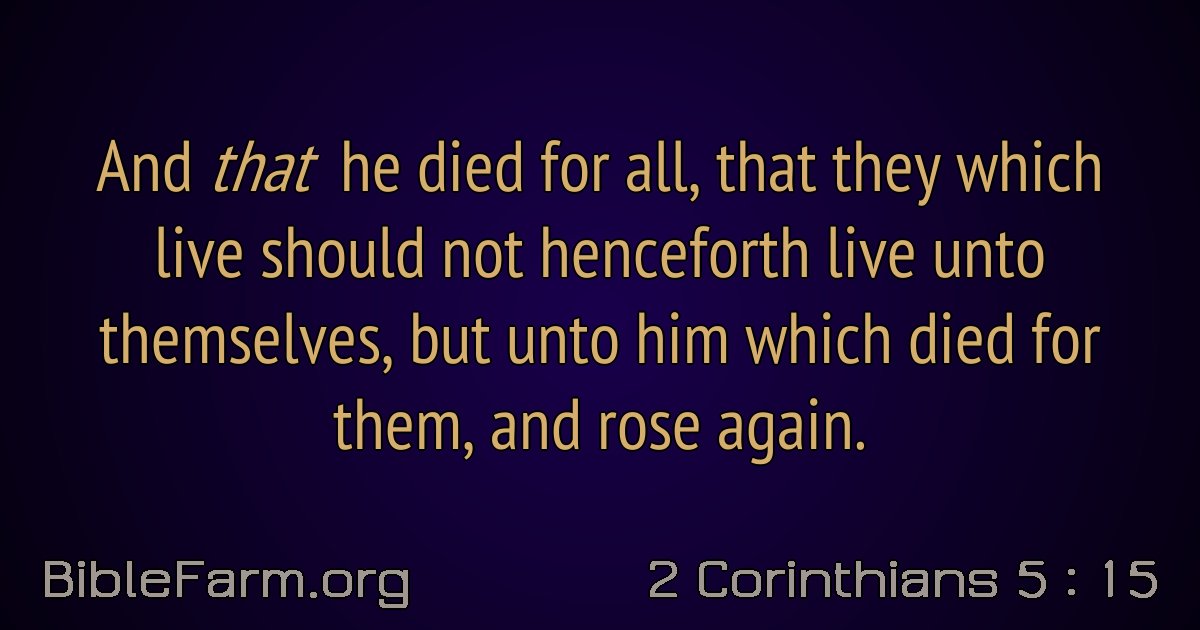 And that he died for all, that they which
live should not henceforth live unto
themselves, but unto him which died for
them, and rose again.
BibleFarm.org
2 Corinthians 5 : 15